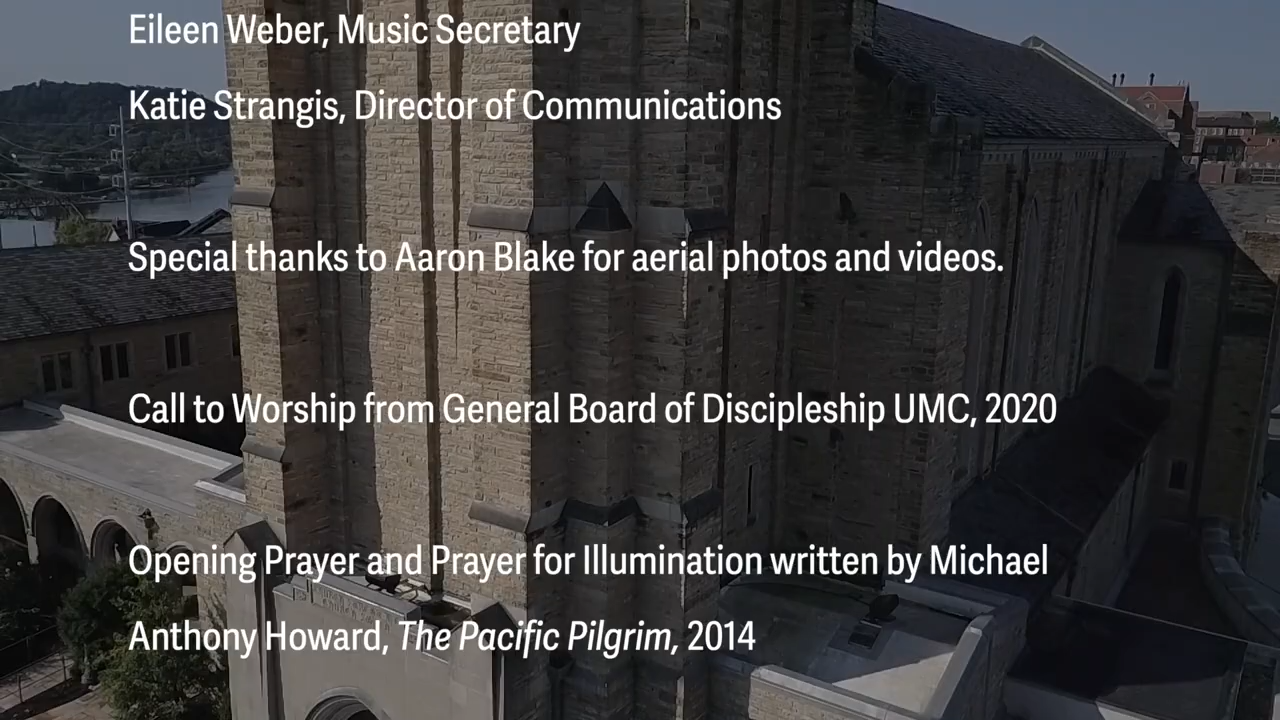 Eileen Weber, Music Secretary
Katie Strangis, Director of Communications
Special thanks to Aaron Blake for aerial photos and videos.
Call to Worship from General Board of Discipleship UMC, 2020
Opening Prayer and Prayer for Illumination written by Michael
Anthony Howard, The Pacific Pilgrim, 2014